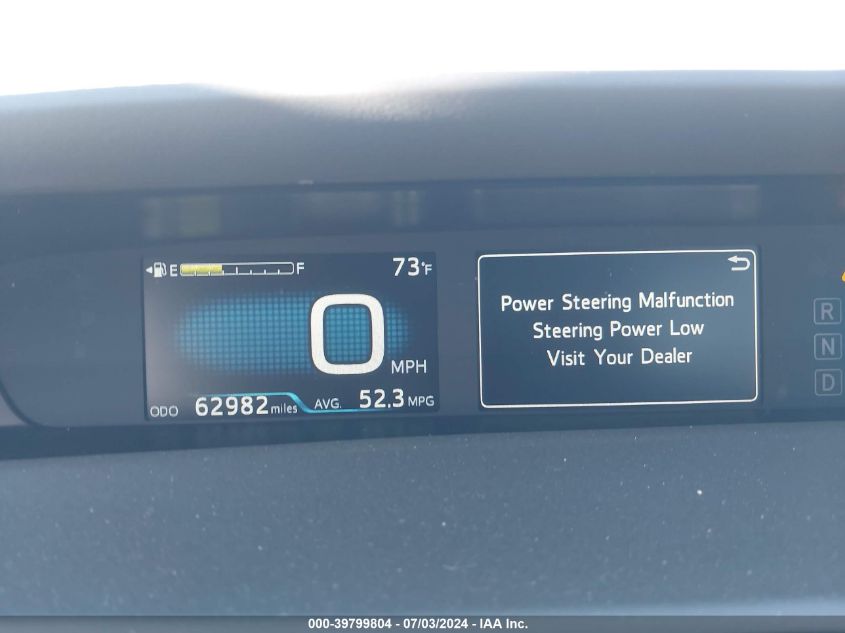 E F 73°F
0
MPH
ODO 62982 miles AVG. 52.3 MPG
Power Steering Malfunction
Steering Power Low
Visit Your Dealer
R
N
D
000-39799804 - 07/03/2024 - IAA Inc.